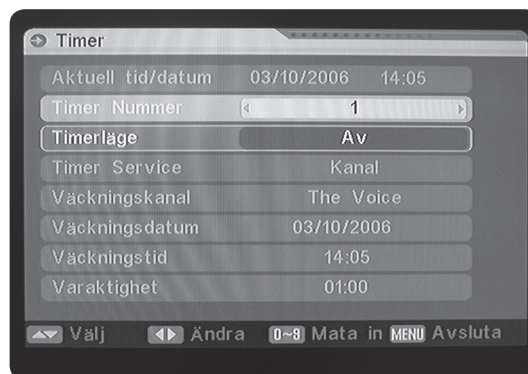 Timer
Aktuell tid/datum 03/10/2006 14:05
Timer Nummer 1
Timerläge Av
Timer Service Kanal
Väckningskanal The Voice
Väckningsdatum 03/10/2006
Väckningstid 14:05
Varaktighet 01:00
Välj Ändra 0~9 Mata in MENU Avsluta